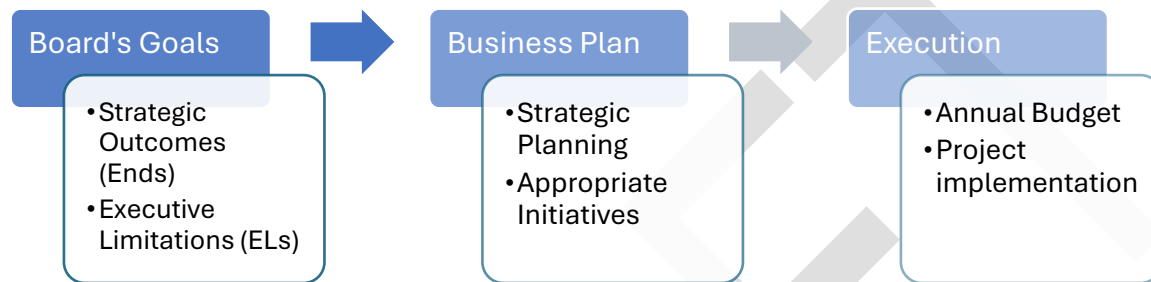 Board's Goals
•Strategic
Outcomes
(Ends)
•Executive
Limitations (ELs)
Business Plan
•Strategic
Planning
•Appropriate
Initiatives
Execution
•Annual Budget
•Project
implementation